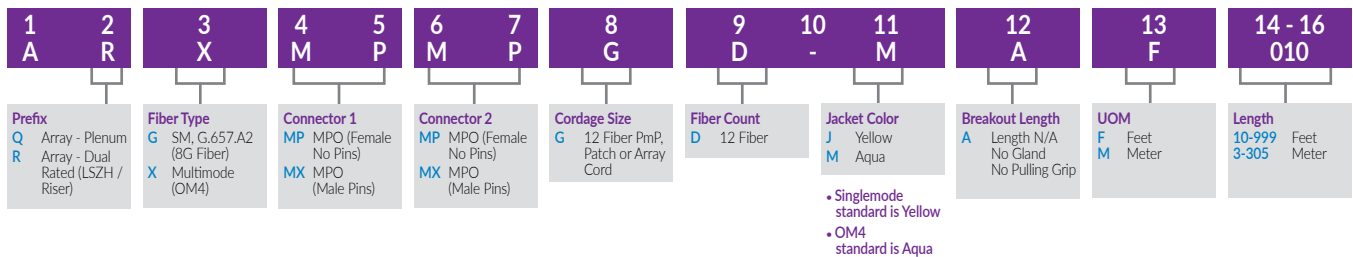 1 2
A R
3
X
4 5
M P
6 7
M P
8
G
9 10 11
D - M
12
A
13
F
14 - 16
010
Prefix
Q Array - Plenum
R Array - Dual
Rated (LSZH /
Riser)
Fiber Type
G SM, G.657.A2
(8G Fiber)
X Multimode
(OM4)
Connector 1
MP MPO (Female
No Pins)
MX MPO
(Male Pins)
Connector 2
MP MPO (Female
No Pins)
MX MPO
(Male Pins)
Cordage Size
G 12 Fiber PmP,
Patch or Array
Cord
Fiber Count
D 12 Fiber
Jacket Color
J Yellow
M Aqua
• Singlemode
standard is Yellow
• OM4
standard is Aqua
Breakout Length
A Length N/A
No Gland
No Pulling Grip
UOM
F Feet
M Meter
Length
10-999 Feet
3-305 Meter